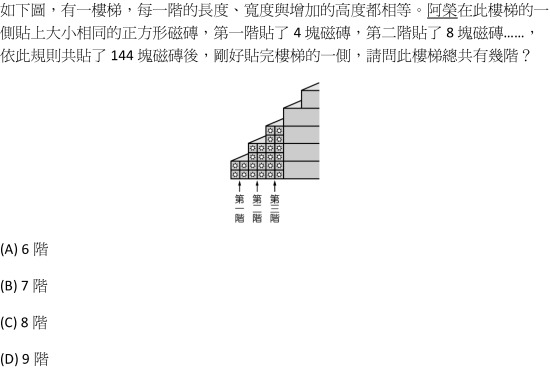 如下圖，有一樓梯，每一階的長度、寬度與增加的高度都相等。阿榮在此樓梯的一
側貼上大小相同的正方形磁磚，第一階貼了 4 塊磁磚，第二階貼了 8 塊磁磚……，
依此規則共貼了 144 塊磁磚後，剛好貼完樓梯的一側，請問此樓梯總共有幾階？
第一階
第二階
第三階
(A) 6 階
(B) 7 階
(C) 8 階
(D) 9 階